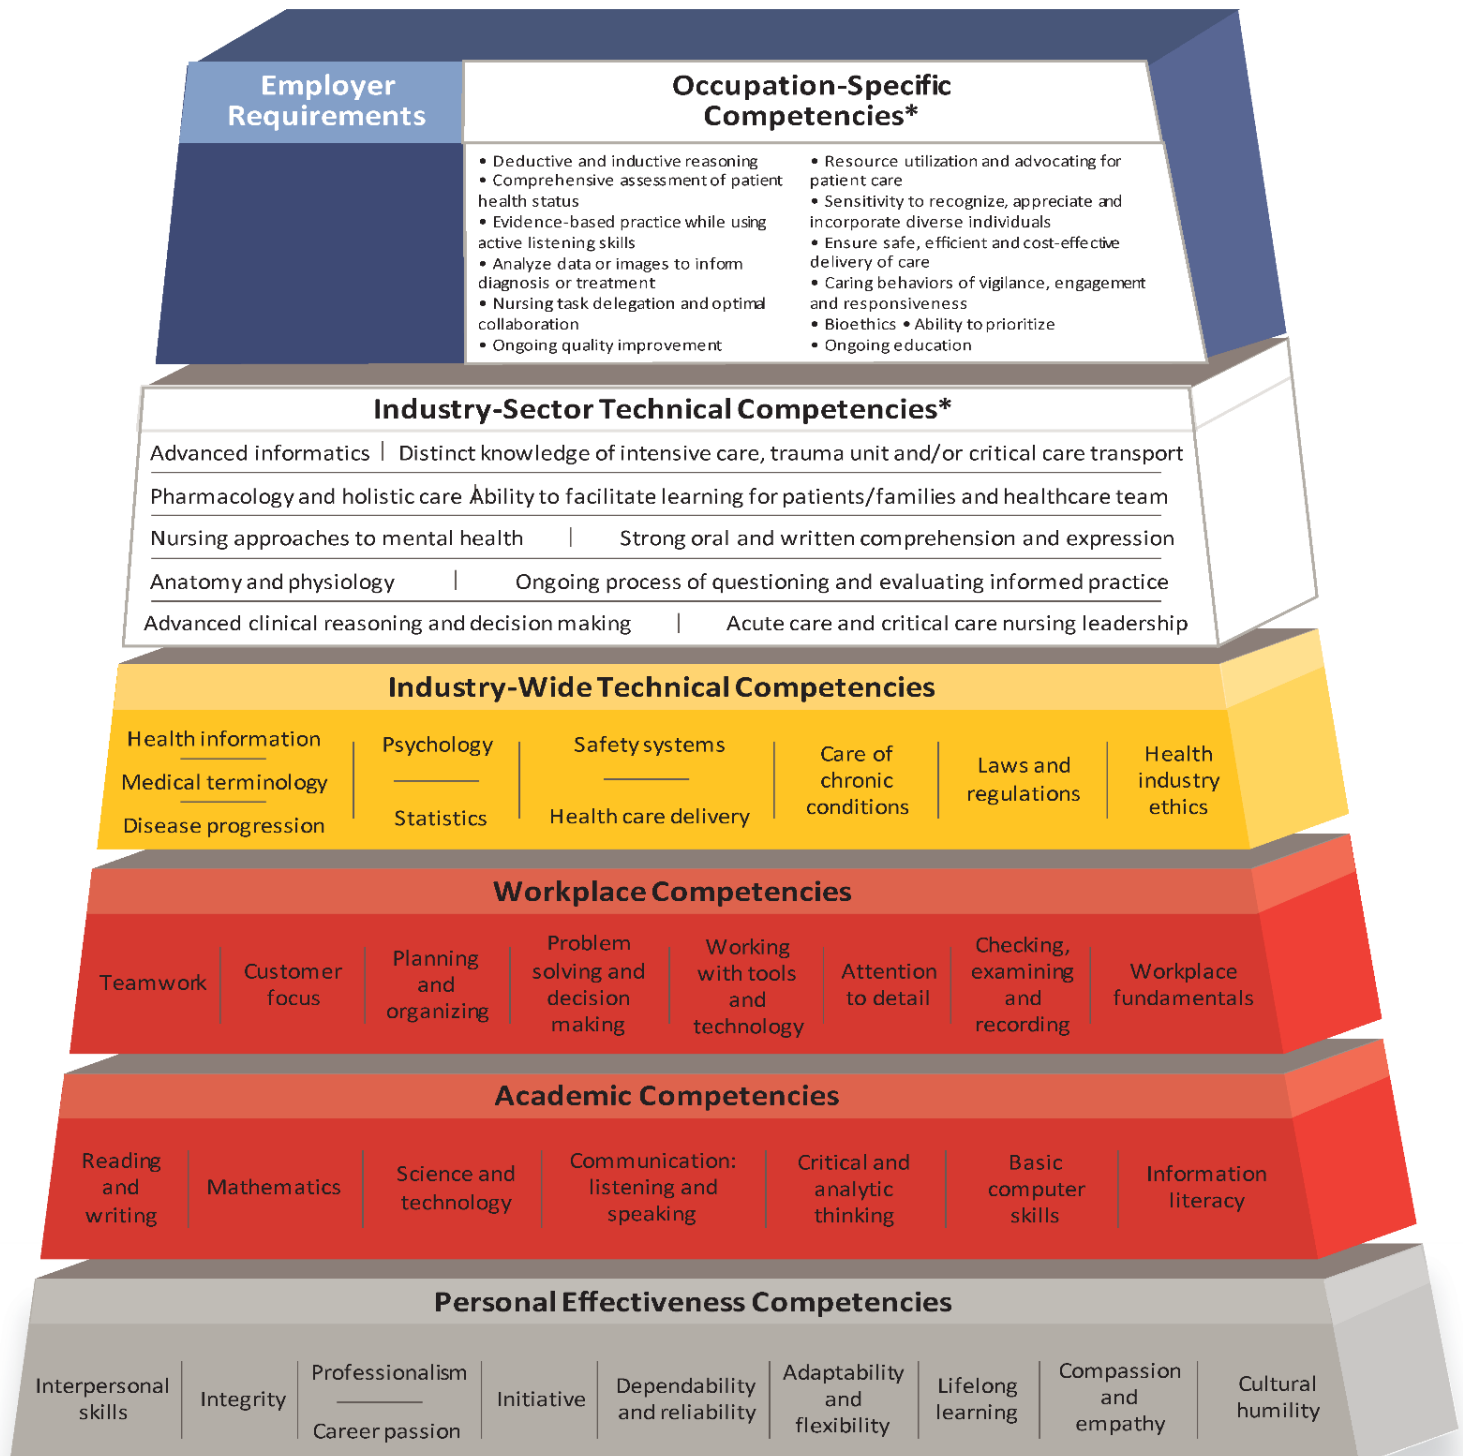 Employer
Requirements
Occupation-Specific
Competencies*
• Deductive and inductive reasoning
• Comprehensive assessment of patient
health status
• Evidence-based practice while using
active listening skills
• Analyze data or images to inform
diagnosis or treatment
• Nursing task delegation and optimal
collaboration
• Ongoing quality improvement
• Resource utilization and advocating for
patient care
• Sensitivity to recognize, appreciate and
incorporate diverse individuals
• Ensure safe, efficient and cost-effective
delivery of care
• Caring behaviors of vigilance, engagement
and responsiveness
• Bioethics • Ability to prioritize
• Ongoing education
Industry-Sector Technical Competencies*
Advanced informatics | Distinct knowledge of intensive care, trauma unit and/or critical care transport
Pharmacology and holistic care | Ability to facilitate learning for patients/families and healthcare team
Nursing approaches to mental health | Strong oral and written comprehension and expression
Anatomy and physiology | Ongoing process of questioning and evaluating informed practice
Advanced clinical reasoning and decision making | Acute care and critical care nursing leadership
Industry-Wide Technical Competencies
Health information
Medical terminology
Disease progression
Psychology
Statistics
Safety systems
Health care delivery
Care of
chronic
conditions
Laws and
regulations
Health
industry
ethics
Workplace Competencies
Teamwork
Customer
focus
Planning
and
organizing
Problem
solving and
decision
making
Working
with tools
and
technology
Attention
to detail
Checking,
examining
and
recording
Workplace
fundamentals
Academic Competencies
Reading
and
writing
Mathematics
Science and
technology
Communication:
listening and
speaking
Critical and
analytic
thinking
Basic
computer
skills
Information
literacy
Personal Effectiveness Competencies
Interpersonal
skills
Integrity
Professionalism
Career passion
Initiative
Dependability
and reliability
Adaptability
and
flexibility
Lifelong
learning
Compassion
and
empathy
Cultural
humility